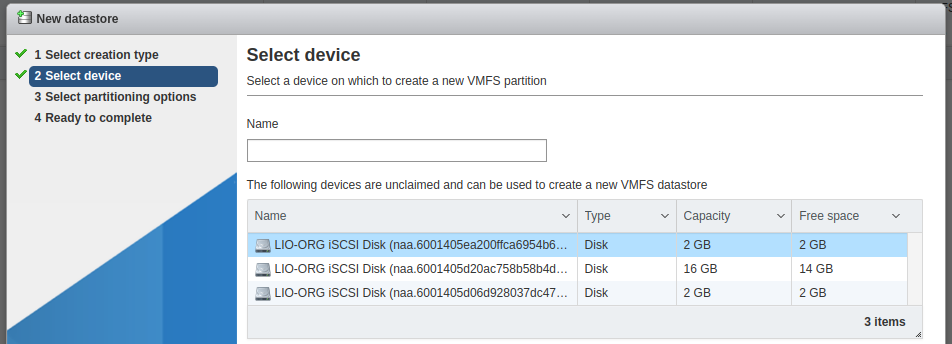 New datastore
1 Select creation type
2 Select device
3 Select partitioning options
4 Ready to complete
Select device
Select a device on which to create a new VMFS partition
Name
The following devices are unclaimed and can be used to create a new VMFS datastore
Name Type Capacity Free space
LIO-ORG iSCSI Disk (naa.6001405ea200ffca6954b6… Disk 2 GB 2 GB
LIO-ORG iSCSI Disk (naa.6001405d20ac758b58b4d… Disk 16 GB 14 GB
LIO-ORG iSCSI Disk (naa.6001405d06d928037dc47… Disk 2 GB 2 GB
3 items